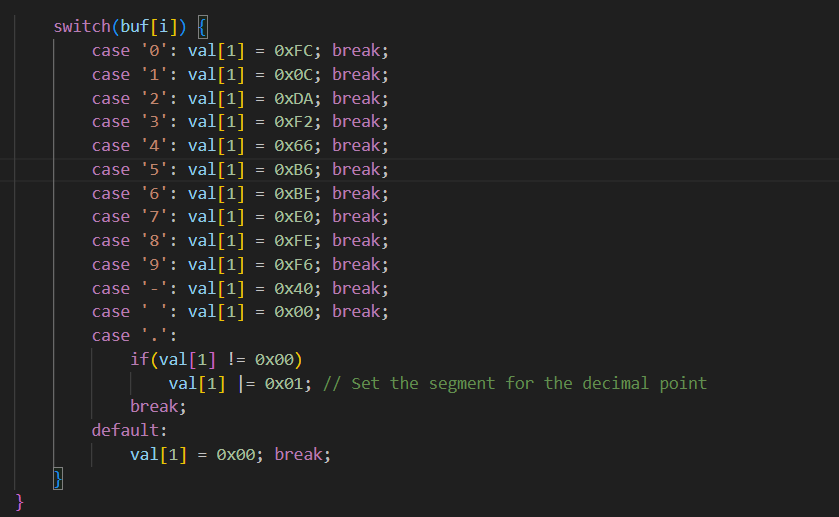 switch(buf[i]) {
case '0': val[1] = 0xFC; break;
case '1': val[1] = 0x0C; break;
case '2': val[1] = 0xDA; break;
case '3': val[1] = 0xF2; break;
case '4': val[1] = 0x66; break;
case '5': val[1] = 0xB6; break;
case '6': val[1] = 0xBE; break;
case '7': val[1] = 0xE0; break;
case '8': val[1] = 0xFE; break;
case '9': val[1] = 0xF6; break;
case '-': val[1] = 0x40; break;
case ' ': val[1] = 0x00; break;
case '.':
if(val[1] != 0x00)
val[1] |= 0x01; // Set the segment for the decimal point
break;
default:
val[1] = 0x00; break;
}
}